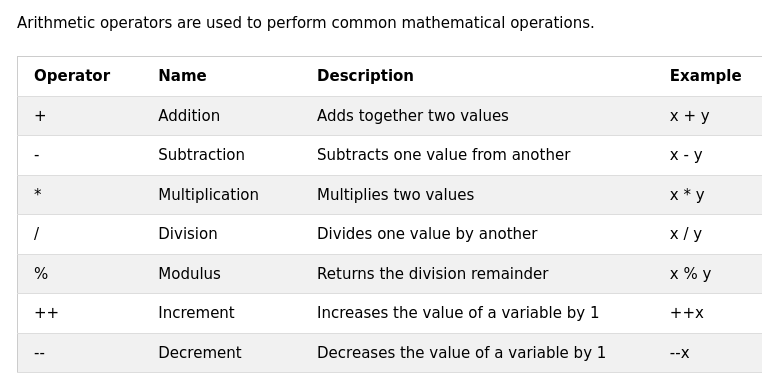 Arithmetic operators are used to perform common mathematical operations.
Operator Name Description Example
+ Addition Adds together two values x + y
- Subtraction Subtracts one value from another x - y
* Multiplication Multiplies two values x * y
/ Division Divides one value by another x / y
% Modulus Returns the division remainder x % y
++ Increment Increases the value of a variable by 1 ++x
-- Decrement Decreases the value of a variable by 1 --x